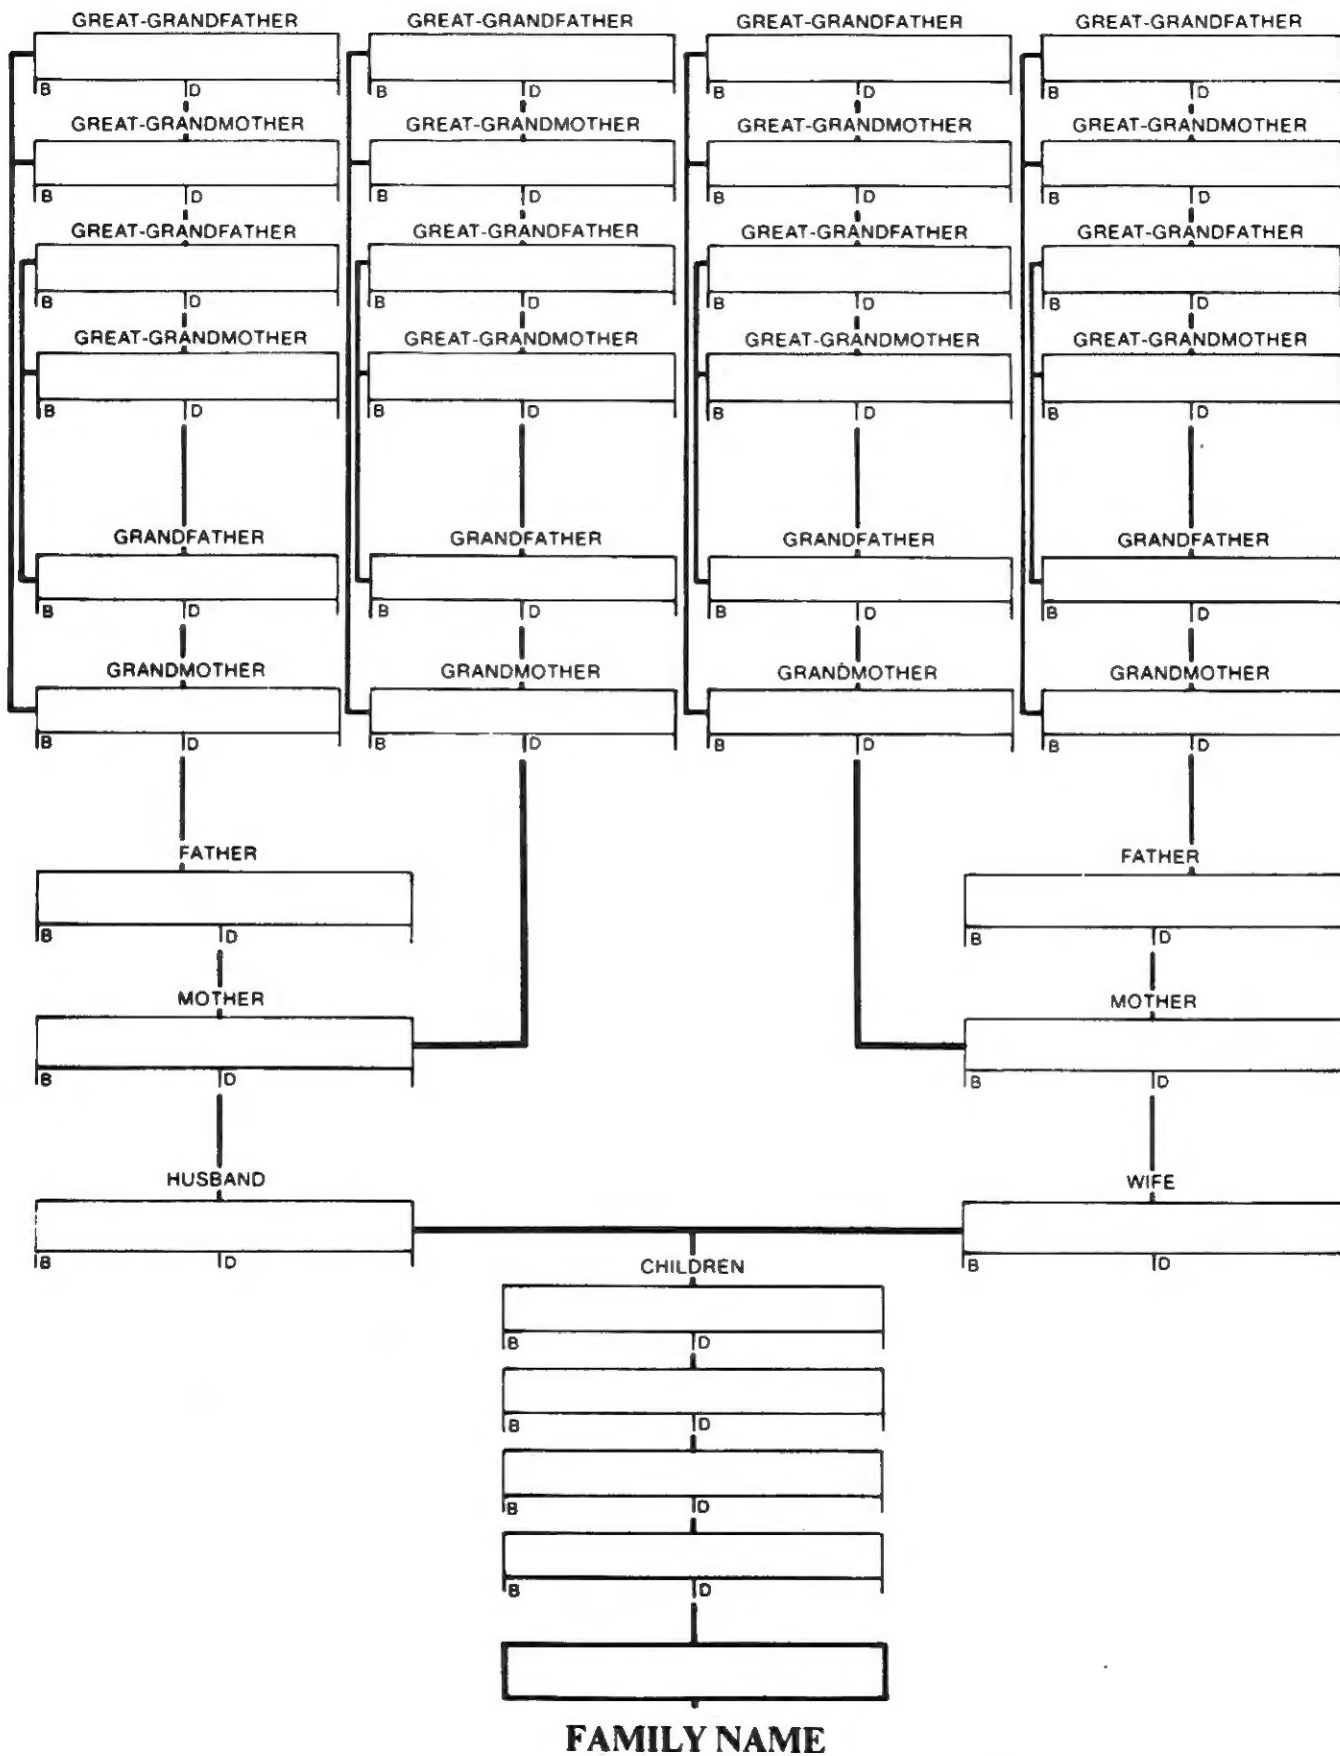 GREAT-GRANDFATHER GREAT-GRANDFATHER GREAT-GRANDFATHER GREAT-GRANDFATHER
B D B D B D B D
GREAT-GRANDMOTHER GREAT-GRANDMOTHER GREAT-GRANDMOTHER GREAT-GRANDMOTHER
B D B D B D B D
GREAT-GRANDFATHER GREAT-GRANDFATHER GREAT-GRANDFATHER GREAT-GRANDFATHER
B D B D B D B D
GREAT-GRANDMOTHER GREAT-GRANDMOTHER GREAT-GRANDMOTHER GREAT-GRANDMOTHER
B D B D B D B D
GRANDFATHER GRANDFATHER GRANDFATHER GRANDFATHER
B D B D B D B D
GRANDMOTHER GRANDMOTHER GRANDMOTHER GRANDMOTHER
B D B D B D B D
FATHER FATHER
B D B D
MOTHER MOTHER
B D B D
HUSBAND WIFE
B D B D
CHILDREN
B D
B D
B D
B D
FAMILY NAME